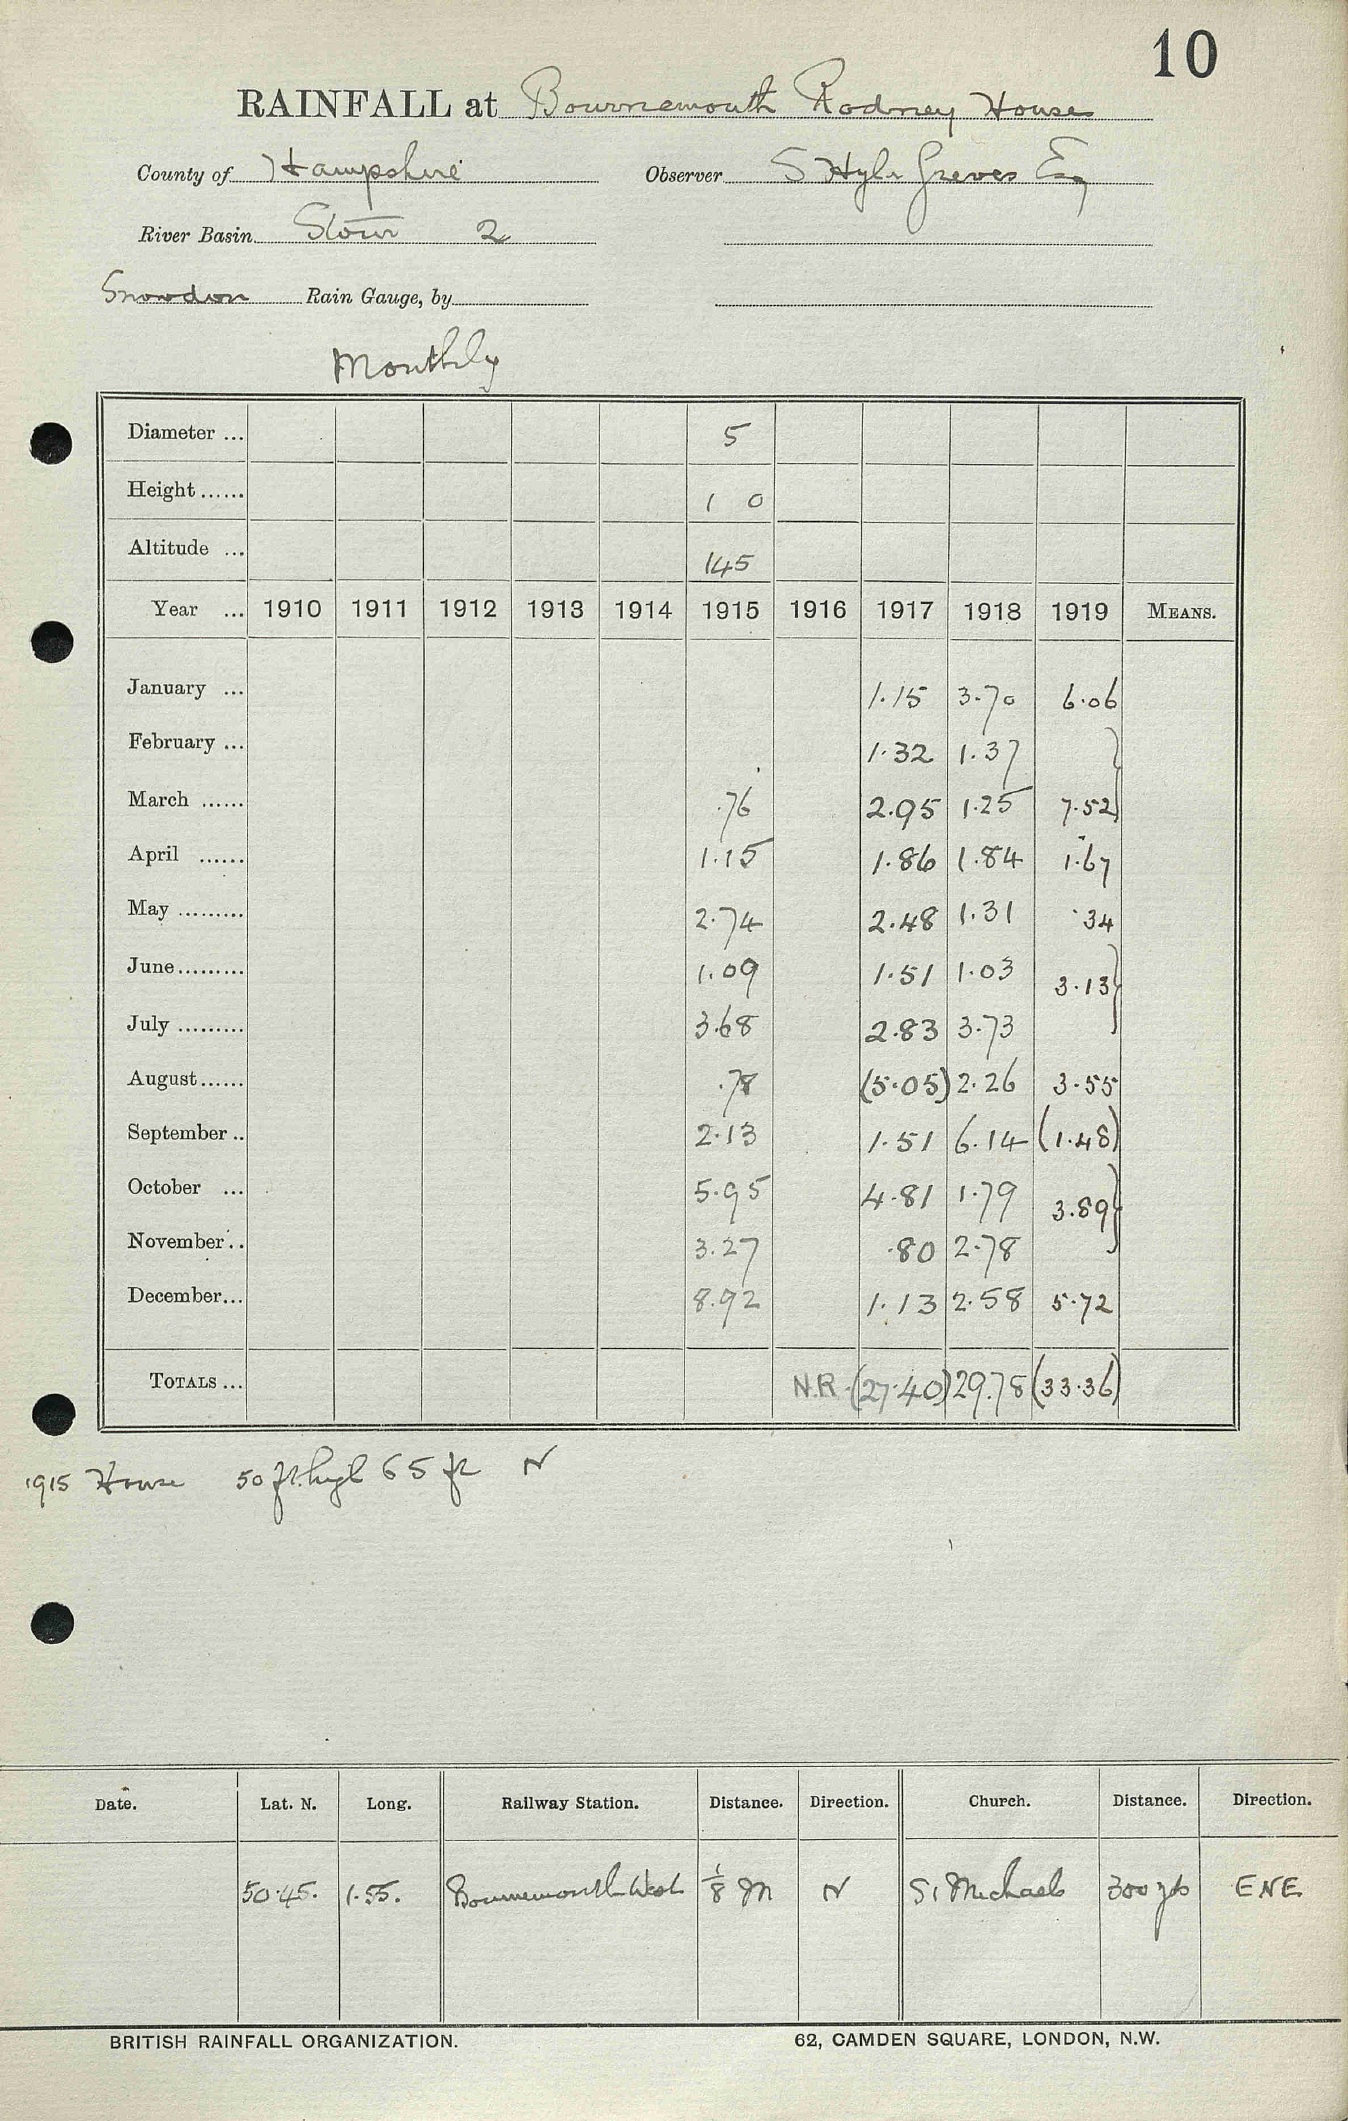 10
RAINFALL at Bournemouth Rodney House
County of Hampshire Observer S Hyla Greves Esq
River Basin Stour 2
Snowdon Rain Gauge, by
Monthly
Diameter ... 5
Height ...... 1 0
Altitude ... 145
Year ... 1910 1911 1912 1913 1914 1915 1916 1917 1918 1919 MEANS.
January ... 1.15 3.70 6.06
February ... 1.32 1.37
March ...... .76 2.95 1.25 7.52}
April ...... 1.15 1.86 1.84 1.67
May ......... 2.74 2.48 1.31 .34
June ......... 1.09 1.51 1.03 3.13}
July ......... 3.68 2.83 3.73
August ...... .78 (5.05) 2.26 3.55
September .. 2.13 1.51 6.14 (1.48)
October ... 5.95 4.81 1.79 3.89}
November .. 3.27 .80 2.78
December... 8.92 1.13 2.58 5.72
TOTALS ... N.R. (27.40) 29.78 (33.36)
1915 House 50 ft. high 65 ft N
Date. Lat. N. Long. Railway Station. Distance. Direction. Church. Distance. Direction.
50.45. 1.55. Bournemouth West 1/8 M N St Michaels 300 yds ENE
BRITISH RAINFALL ORGANIZATION. 62, CAMDEN SQUARE, LONDON, N.W.